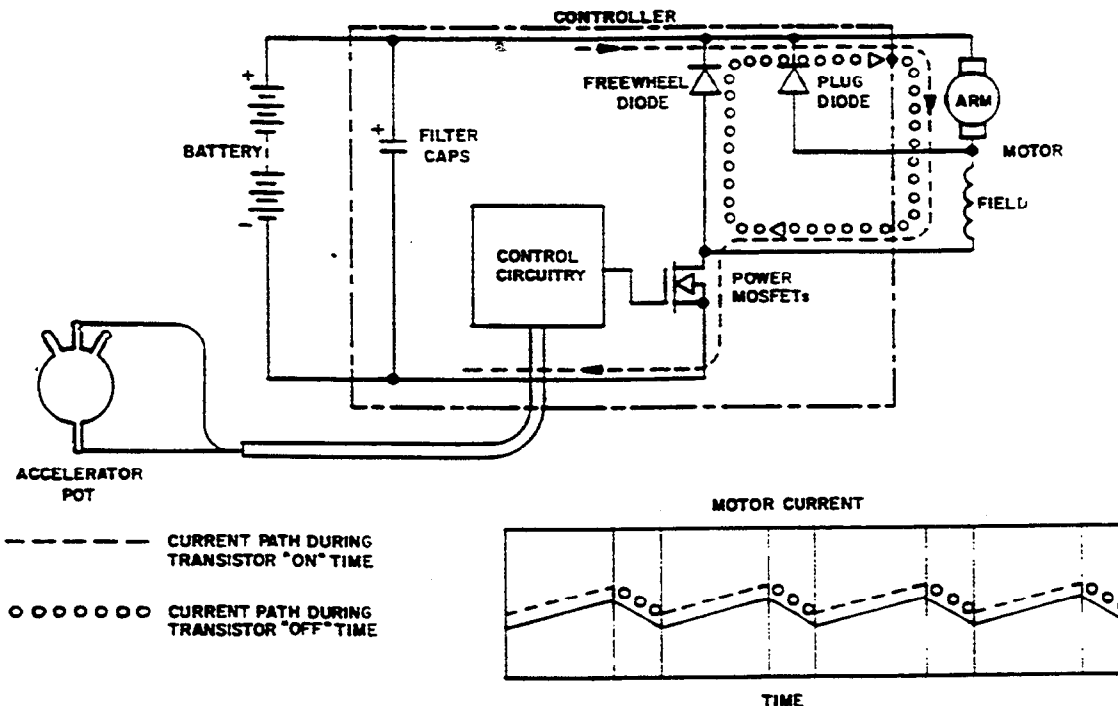 CONTROLLER
FREEWHEEL
DIODE
PLUG
DIODE
ARM
+
BATTERY
-
+
FILTER
CAPS
MOTOR
FIELD
CONTROL
CIRCUITRY
POWER
MOSFETs
ACCELERATOR
POT
CURRENT PATH DURING
TRANSISTOR "ON" TIME
CURRENT PATH DURING
TRANSISTOR "OFF" TIME
MOTOR CURRENT
TIME